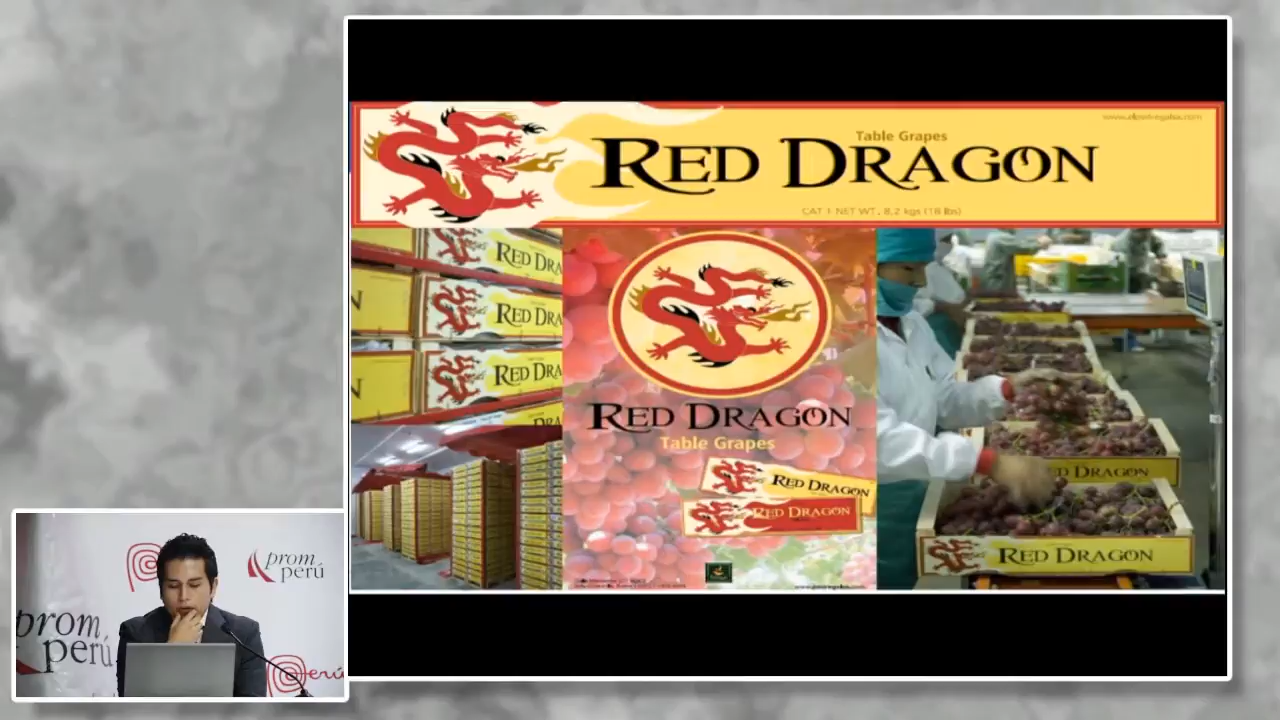 Table Grapes
RED DRAGON
CAT 1 NET WT. 8,2 kgs (18 lbs)
RED DRA
RED DRA
RED DRA
RED DRAGON
Table Grapes
RED DRAGON
RED DRAGON
DRAGON
RED DRAGON
prom
perú
prom
perú
erú